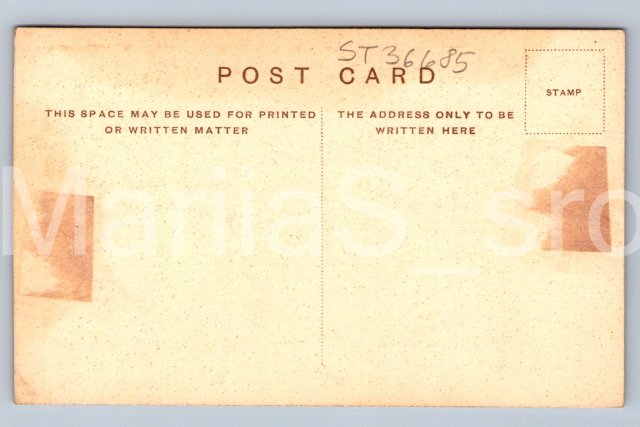 ST36685
POST CARD
STAMP
THIS SPACE MAY BE USED FOR PRINTED
OR WRITTEN MATTER
THE ADDRESS ONLY TO BE
WRITTEN HERE
MariiaS_sro